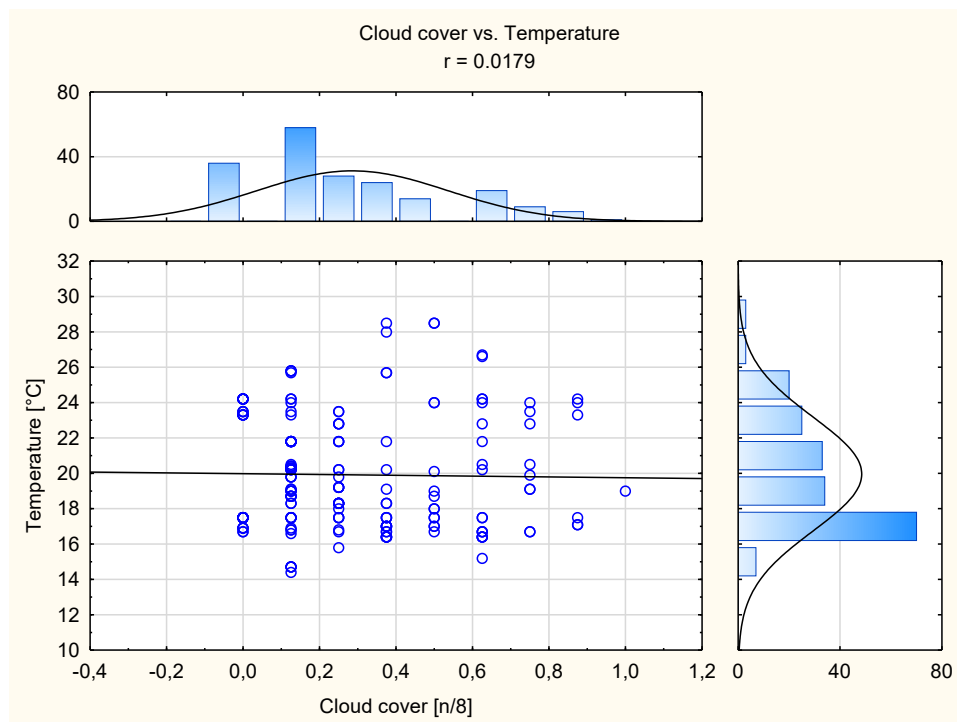 Cloud cover vs. Temperature
r = 0.0179
80
40
0
32
30
28
26
24
22
20
18
16
14
12
10
Temperature [°C]
-0,4 -0,2 0,0 0,2 0,4 0,6 0,8 1,0 1,2
0 40 80
Cloud cover [n/8]